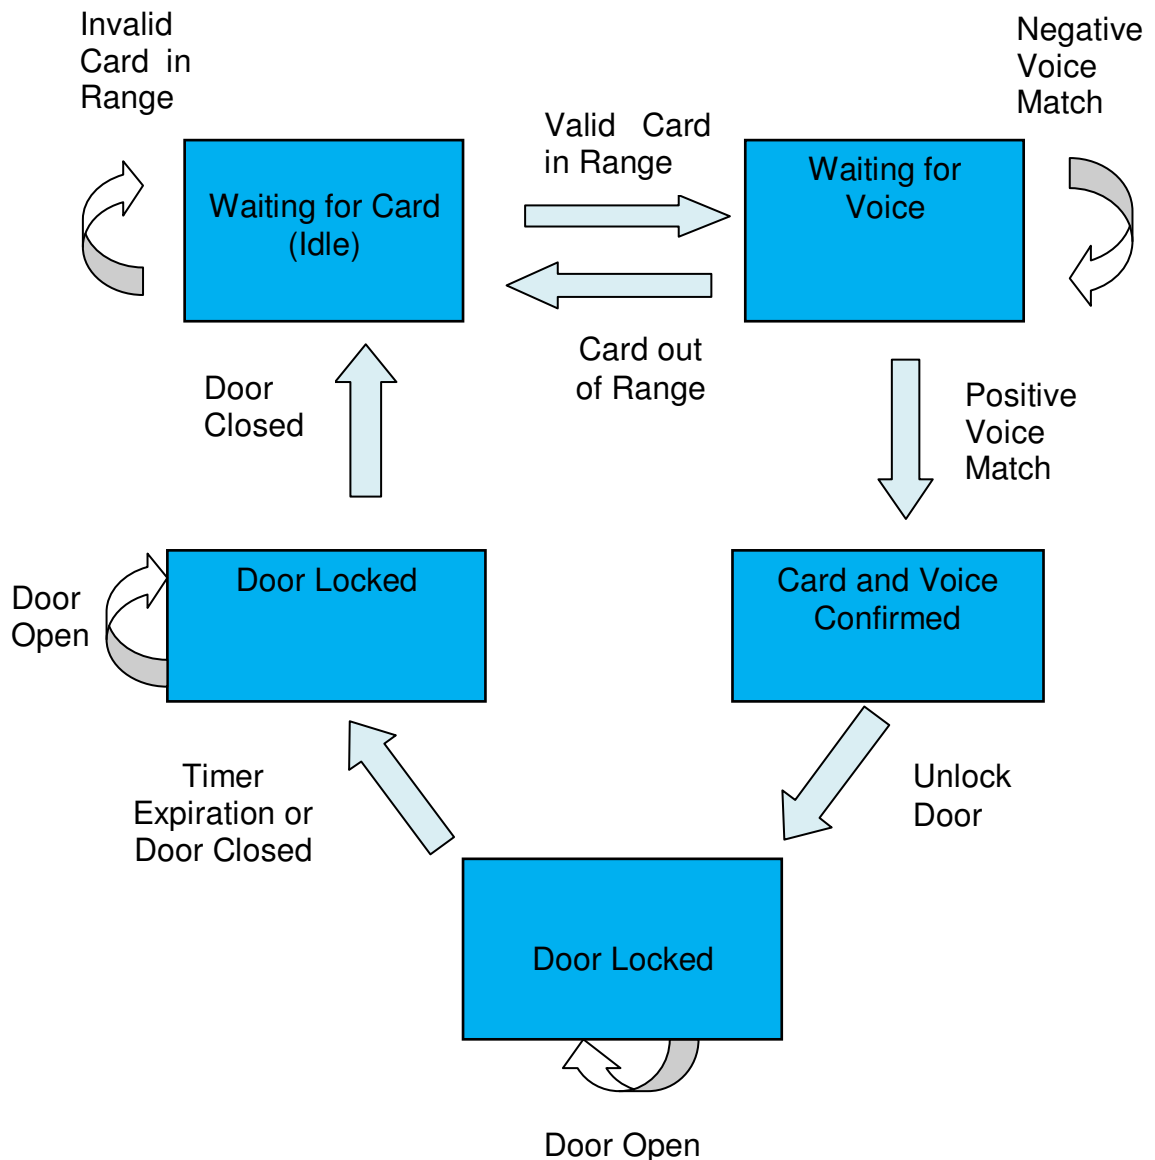 Invalid
Card in
Range
Negative
Voice
Match
Valid Card
in Range
Waiting for Card
(Idle)
Waiting for
Voice
Card out
of Range
Door
Closed
Positive
Voice
Match
Door
Open
Door Locked
Card and Voice
Confirmed
Timer
Expiration or
Door Closed
Unlock
Door
Door Locked
Door Open